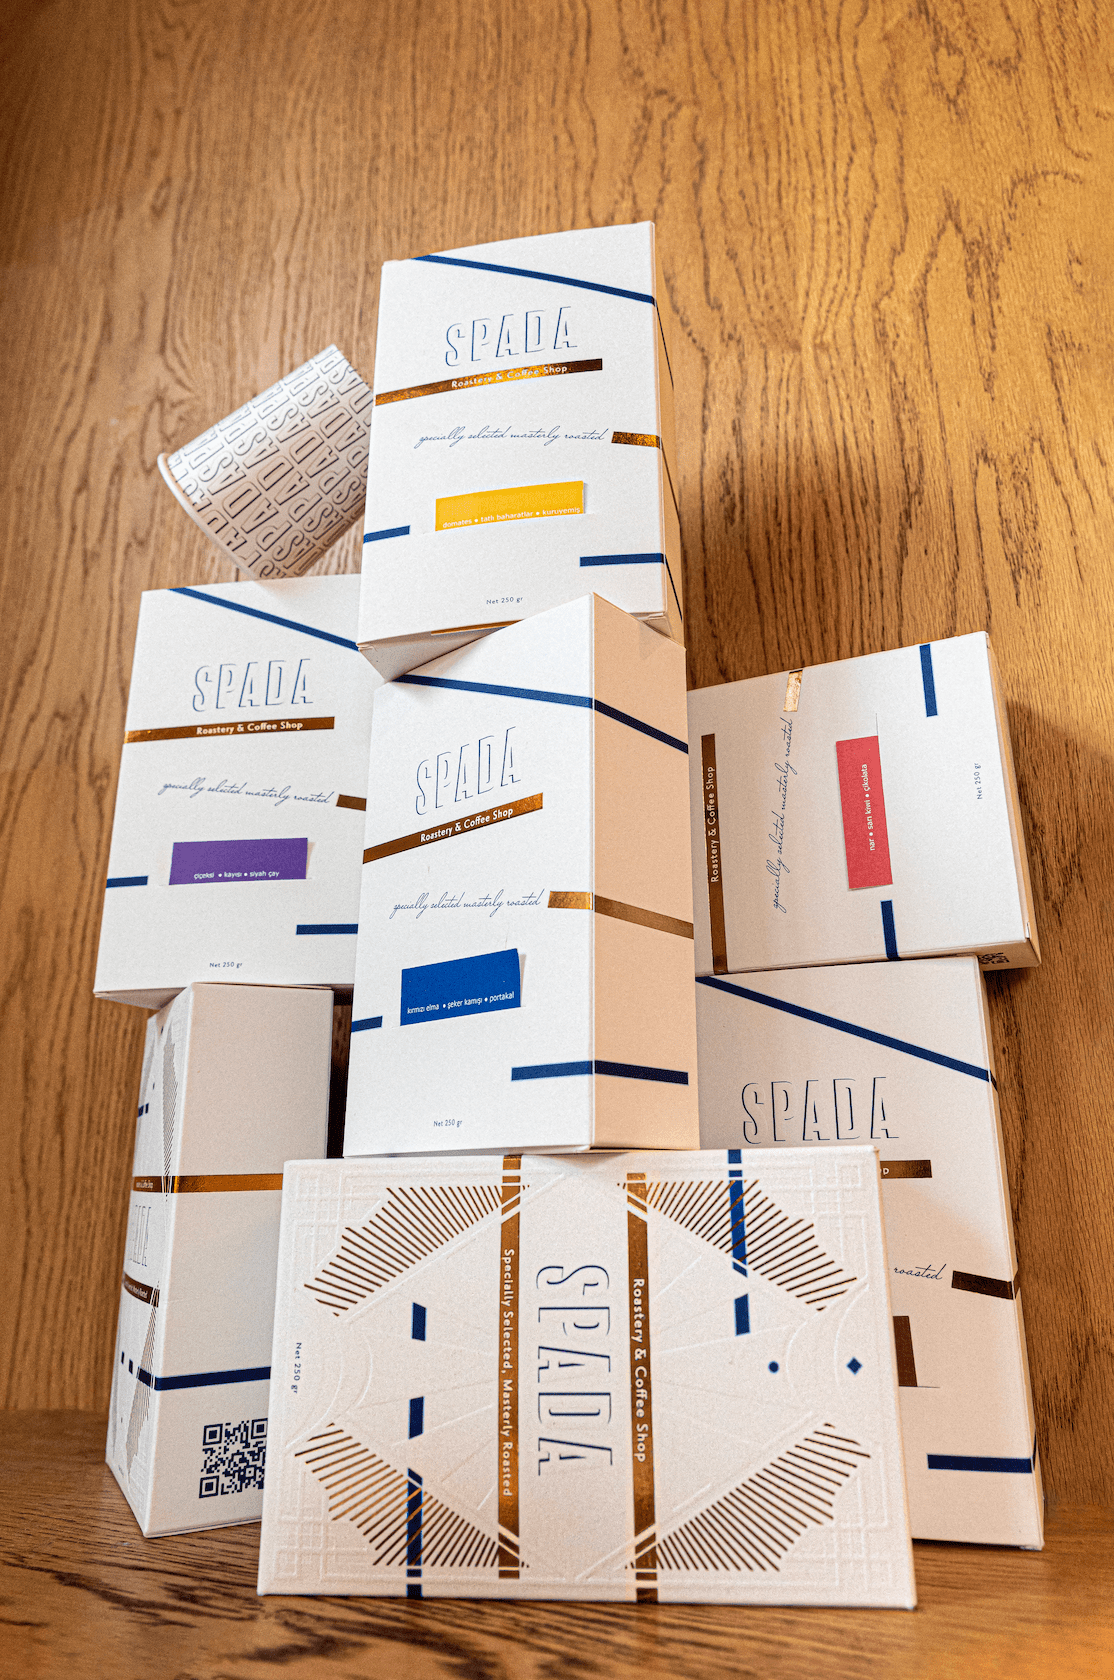 SPADA
Roastery & Coffee Shop
specially selected masterly roasted
domates • tatlı baharatlar • kuruyemiş
Net 250 gr
SPADA
Roastery & Coffee Shop
specially selected masterly roasted
çiçeksi • kayısı • siyah çay
Net 250 gr
SPADA
Roastery & Coffee Shop
specially selected masterly roasted
kırmızı elma • şeker kamışı • portakal
Net 250 gr
Roastery & Coffee Shop
specially selected masterly roasted
nar • sarı kiwi • çikolata
Net 250 gr
SPADA
roasted
Roastery & Coffee Shop
SPADA
Specially Selected, Masterly Roasted
Net 250 gr